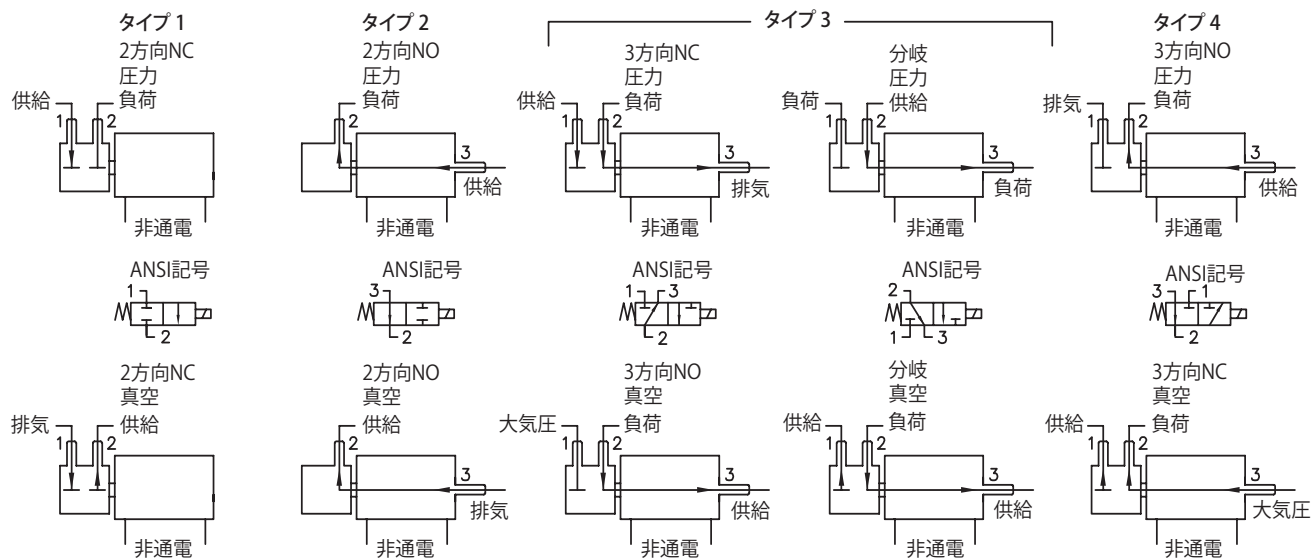 タイプ 1
2方向NC
圧力
供給
負荷
1
2
非通電
ANSI記号
1
2
タイプ 2
2方向NO
圧力
負荷
2
3
供給
非通電
ANSI記号
3
2
タイプ 3
3方向NC
圧力
供給
負荷
1
2
3
排気
非通電
ANSI記号
1
3
2
分岐
圧力
負荷
供給
1
2
3
負荷
非通電
ANSI記号
2
1
3
タイプ 4
3方向NO
圧力
排気
負荷
1
2
3
供給
非通電
ANSI記号
3
1
2
2方向NC
真空
排気
供給
1
2
非通電
2方向NO
真空
供給
2
3
排気
非通電
3方向NO
真空
大気圧
負荷
1
2
3
供給
非通電
分岐
真空
供給
負荷
1
2
3
供給
非通電
3方向NC
真空
供給
負荷
1
2
3
大気圧
非通電